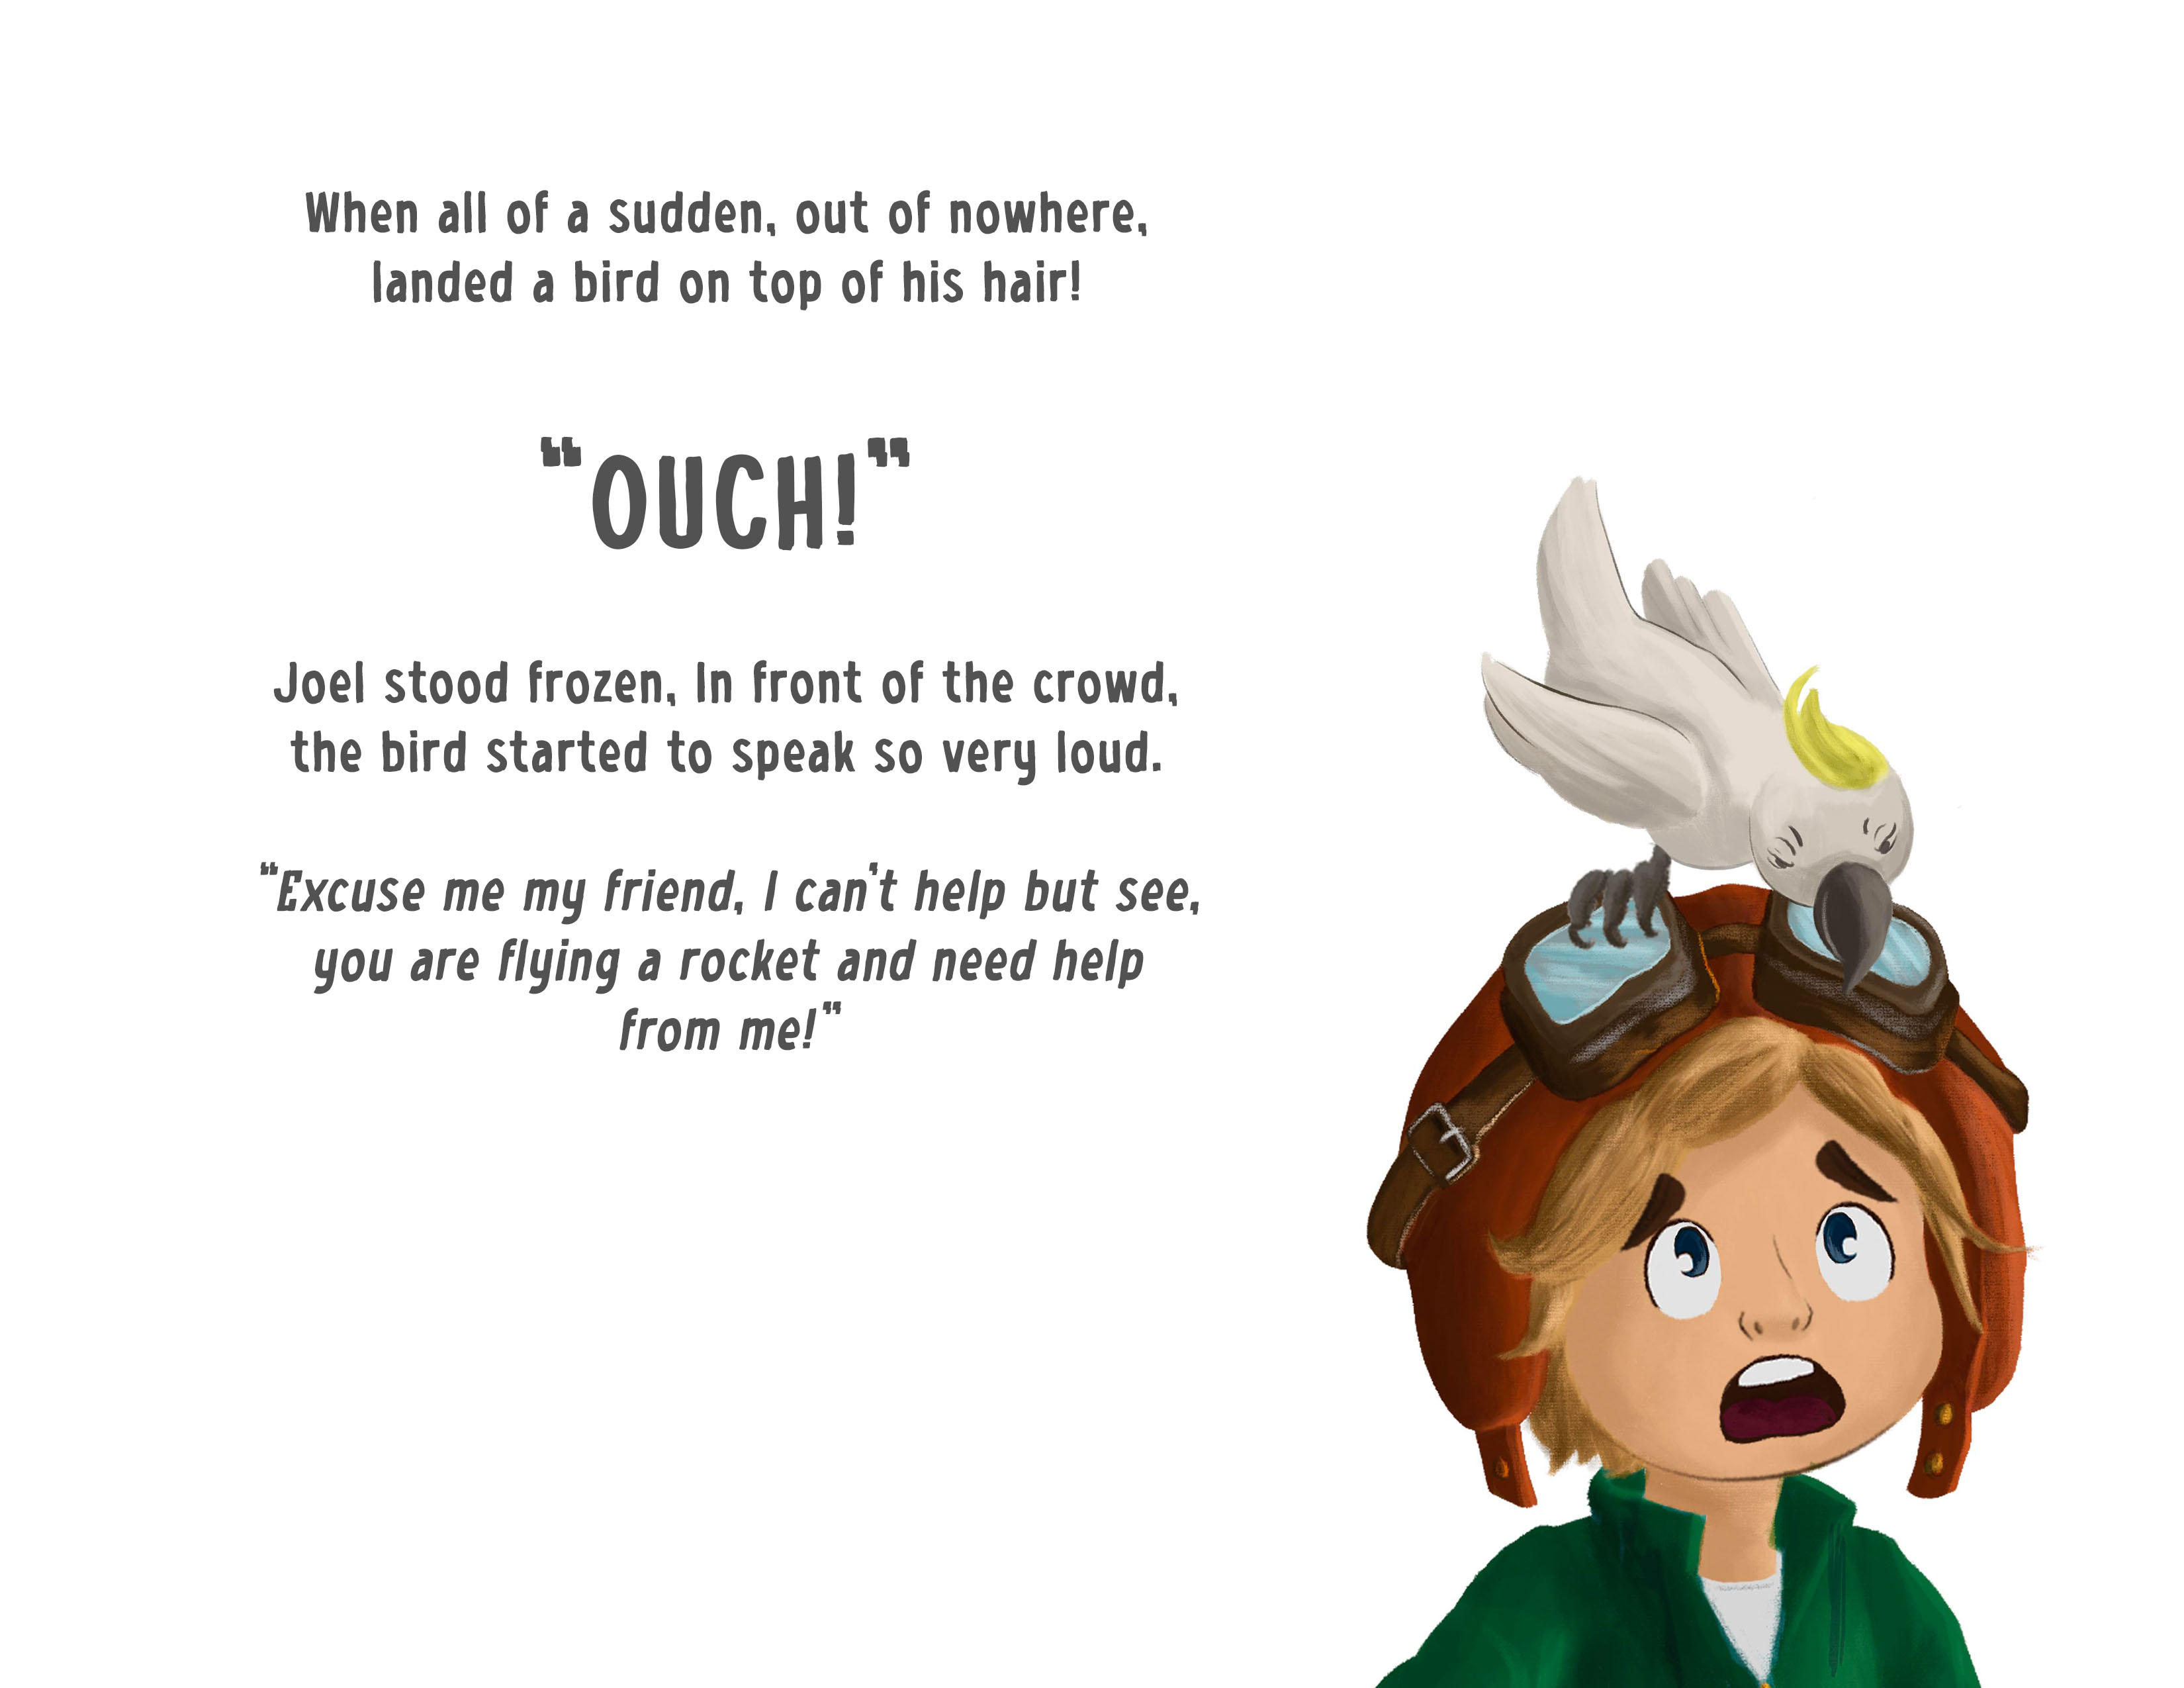 When all of a sudden, out of nowhere,
landed a bird on top of his hair!
“OUCH!”
Joel stood frozen, In front of the crowd,
the bird started to speak so very loud.
“Excuse me my friend, I can’t help but see,
you are flying a rocket and need help
from me!”